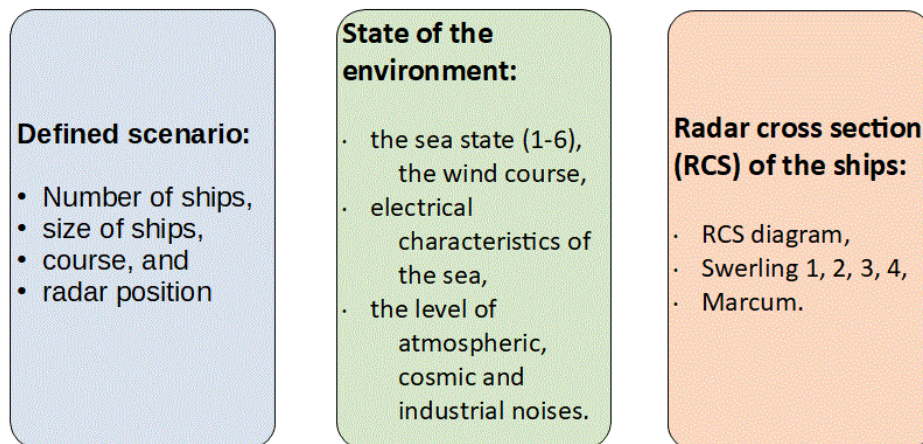 Defined scenario:
• Number of ships,
• size of ships,
• course, and
• radar position
State of the
environment:
· the sea state (1-6),
the wind course,
· electrical
characteristics of
the sea,
· the level of
atmospheric,
cosmic and
industrial noises.
Radar cross section
(RCS) of the ships:
· RCS diagram,
· Swerling 1, 2, 3, 4,
· Marcum.